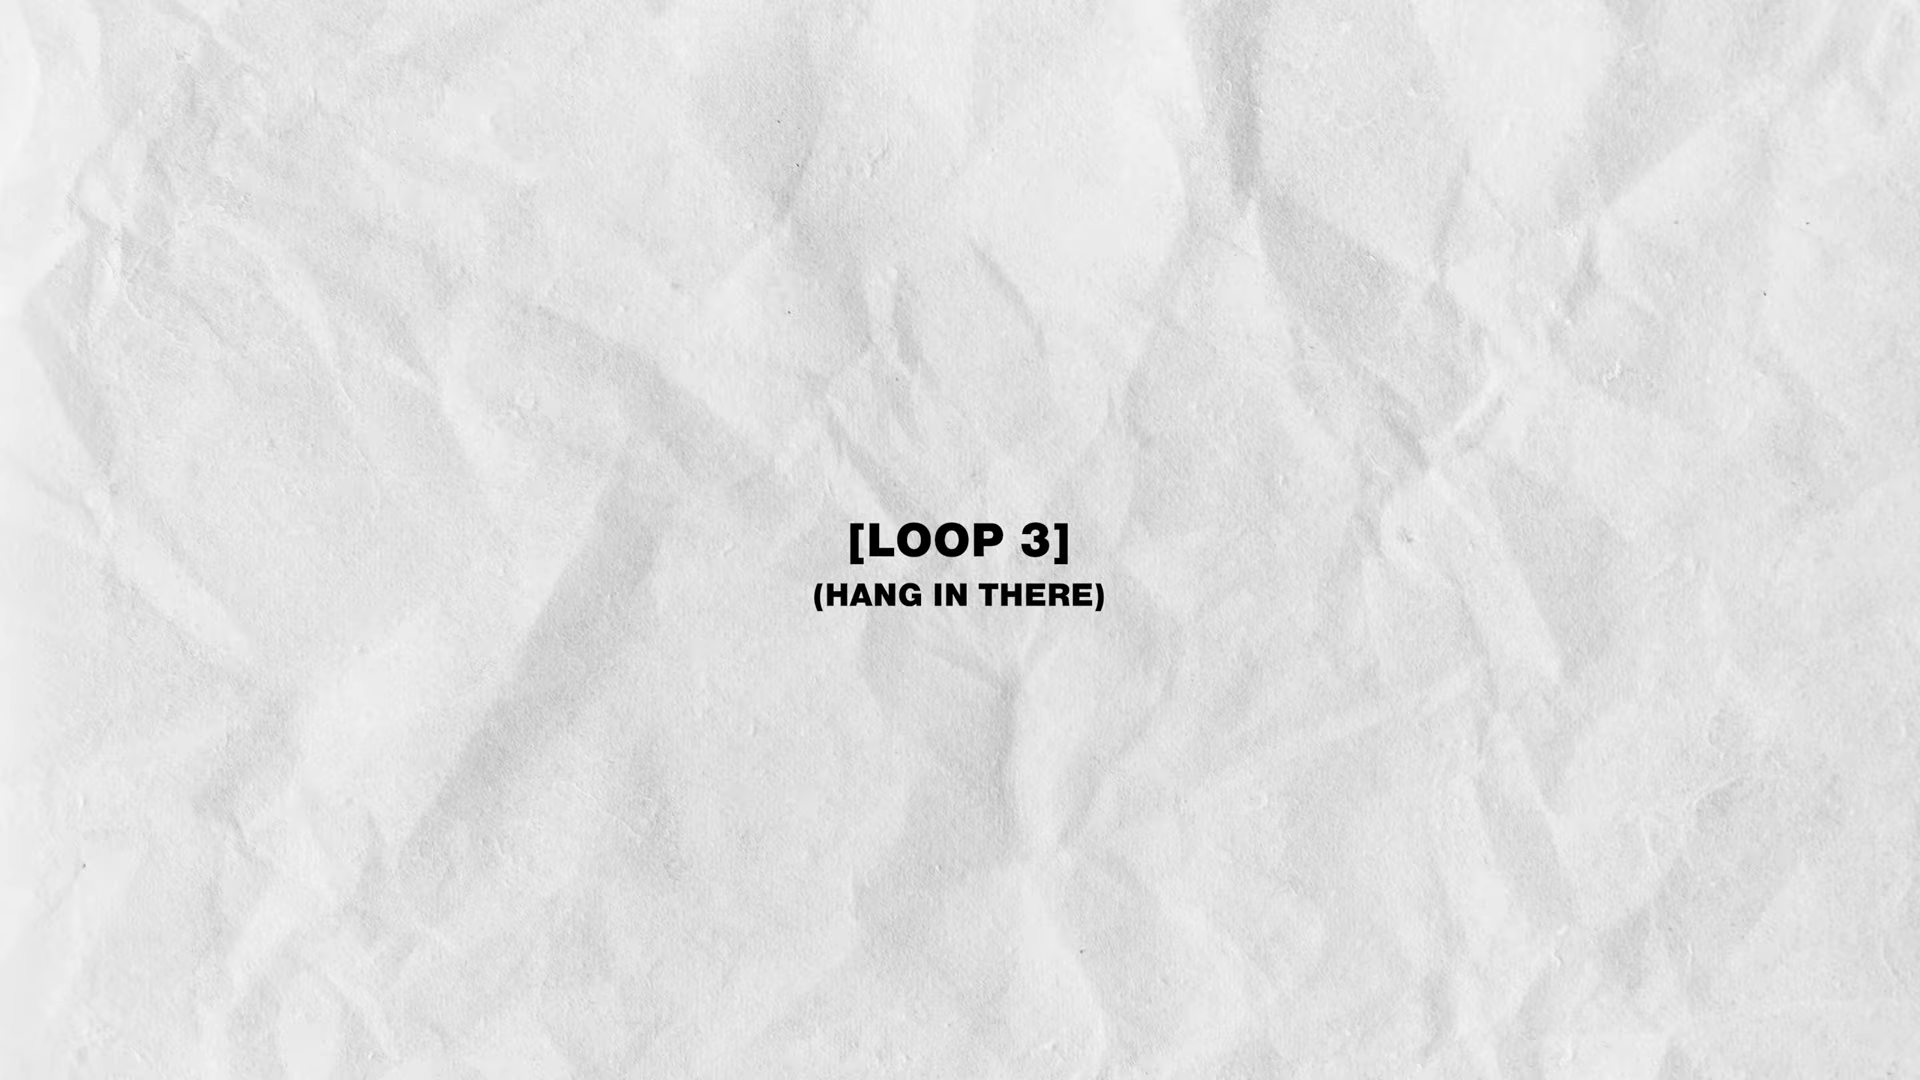 [LOOP 3]
(HANG IN THERE)